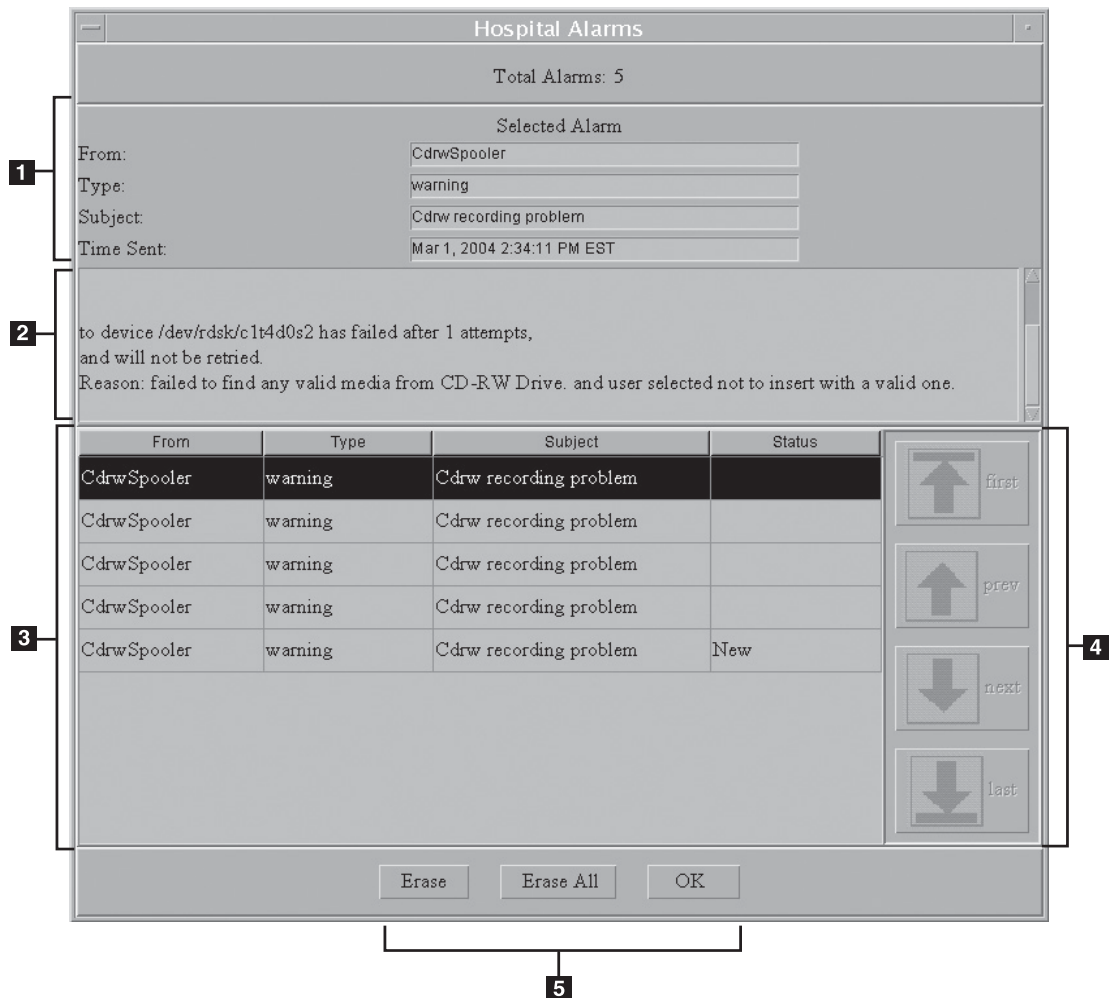 Hospital Alarms
Total Alarms: 5
Selected Alarm
From: CdrwSpooler
1
Type: warning
Subject: Cdrw recording problem
Time Sent: Mar 1, 2004 2:34:11 PM EST
2
to device /dev/rdsk/c1t4d0s2 has failed after 1 attempts,
and will not be retried.
Reason: failed to find any valid media from CD-RW Drive. and user selected not to insert with a valid one.
From Type Subject Status
CdrwSpooler warning Cdrw recording problem
CdrwSpooler warning Cdrw recording problem
CdrwSpooler warning Cdrw recording problem
CdrwSpooler warning Cdrw recording problem
CdrwSpooler warning Cdrw recording problem New
3
first
prev
next
last
4
Erase Erase All OK
5